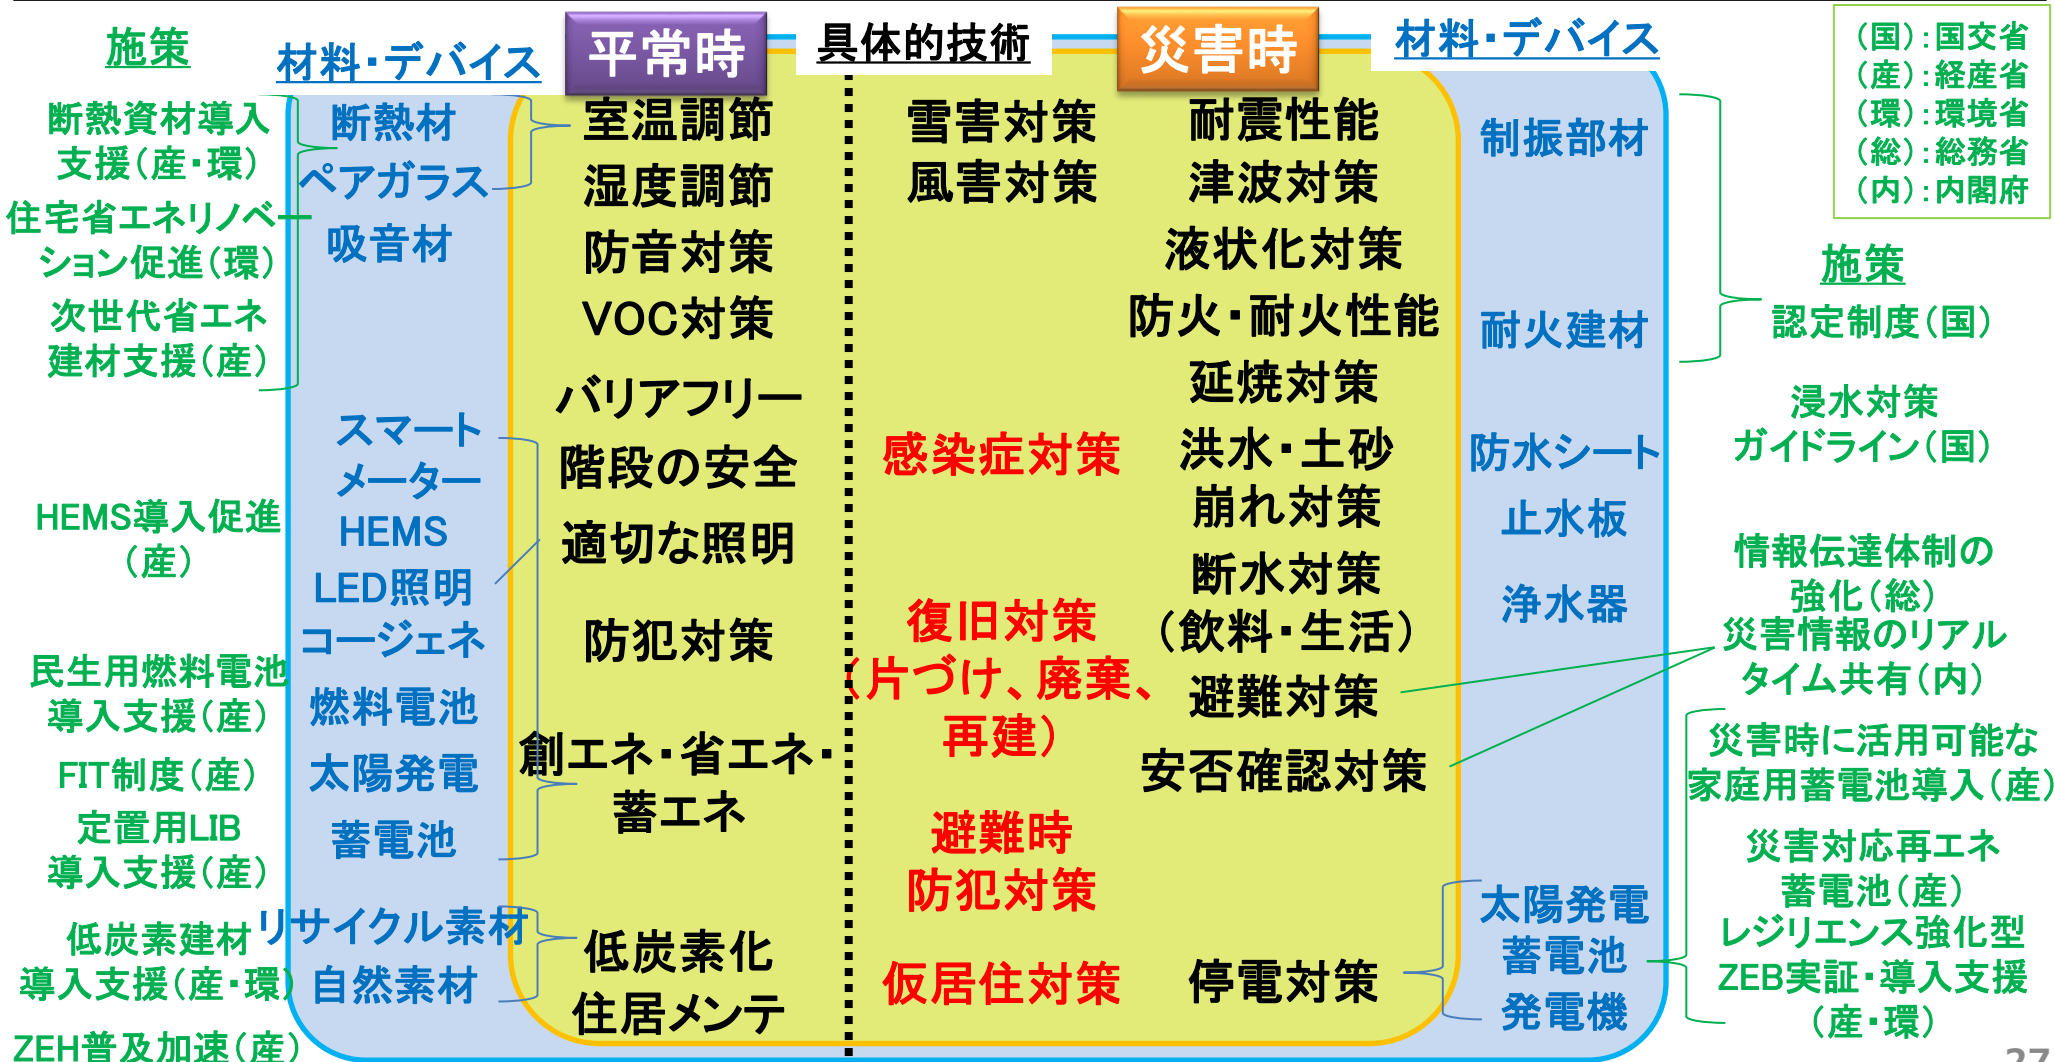 施策
断熱資材導入
支援(産・環)
住宅省エネリノベー
ション促進(環)
次世代省エネ
建材支援(産)
HEMS導入促進
(産)
民生用燃料電池
導入支援(産)
FIT制度(産)
定置用LIB
導入支援(産)
低炭素建材
導入支援(産・環)
ZEH普及加速(産)
材料・デバイス
断熱材
ペアガラス
吸音材
スマート
メーター
HEMS
LED照明
コージェネ
燃料電池
太陽発電
蓄電池
リサイクル素材
自然素材
平常時
室温調節
湿度調節
防音対策
VOC対策
バリアフリー
階段の安全
適切な照明
防犯対策
創エネ・省エネ・
蓄エネ
低炭素化
住居メンテ
具体的技術
雪害対策
風害対策
感染症対策
復旧対策
(片づけ、廃棄、
再建)
避難時
防犯対策
仮居住対策
災害時
耐震性能
津波対策
液状化対策
防火・耐火性能
延焼対策
洪水・土砂
崩れ対策
断水対策
(飲料・生活)
避難対策
安否確認対策
停電対策
材料・デバイス
制振部材
耐火建材
防水シート
止水板
浄水器
太陽発電
蓄電池
発電機
(国):国交省
(産):経産省
(環):環境省
(総):総務省
(内):内閣府
施策
認定制度(国)
浸水対策
ガイドライン(国)
情報伝達体制の
強化(総)
災害情報のリアル
タイム共有(内)
災害時に活用可能な
家庭用蓄電池導入(産)
災害対応再エネ
蓄電池(産)
レジリエンス強化型
ZEB実証・導入支援
(産・環)
27